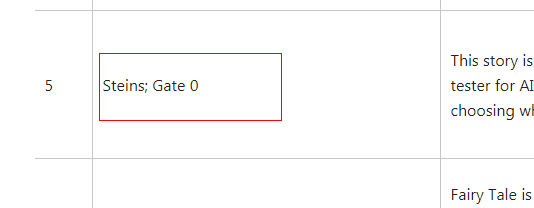 This story is
5 Steins; Gate 0 tester for AI
choosing wh
Fairy Tale is